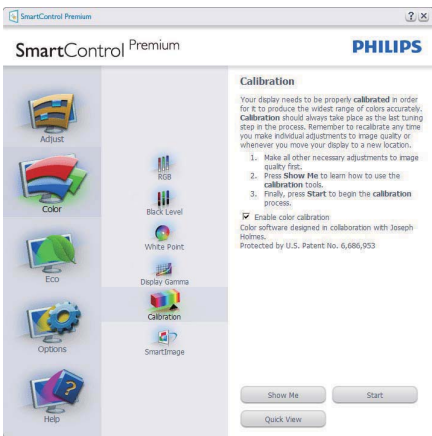 SmartControl Premium
SmartControl Premium
PHILIPS
Adjust
Color
Eco
Options
Help
RGB
Black Level
White Point
Display Gamma
Calibration
SmartImage
Calibration
Your display needs to be properly calibrated in order
for it to produce the widest range of colors accurately.
Calibration should always take place as the last tuning
step in the process. Remember to recalibrate any time
you make individual adjustments to image quality or
whenever you move your display to a new location.
1. Make all other necessary adjustments to image
quality first.
2. Press Show Me to learn how to use the
calibration tools.
3. Finally, press Start to begin the calibration
process.
Enable color calibration
Color software designed in collaboration with Joseph
Holmes.
Protected by U.S. Patent No. 6,686,953
Show Me
Start
Quick View